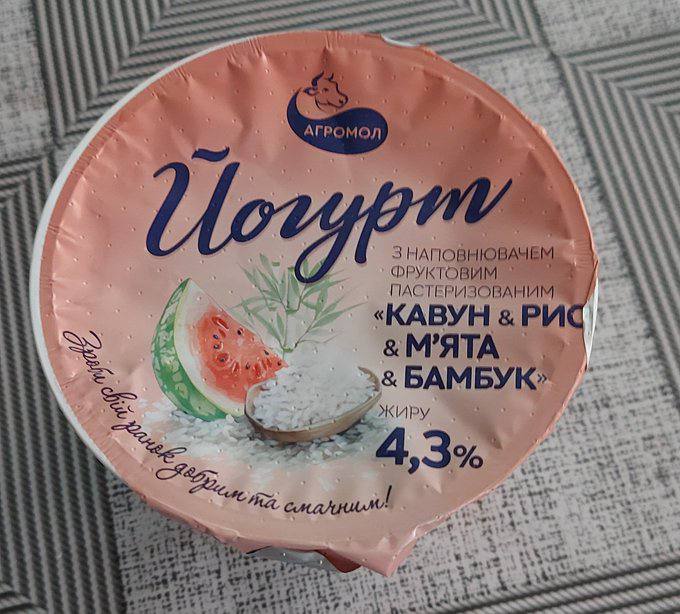 АГРОМОЛ
Йогурт
З НАПОВНЮВАЧЕМ
ФРУКТОВИМ
ПАСТЕРИЗОВАНИМ
«КАВУН & РИС
& М'ЯТА
& БАМБУК»
ЖИРУ
4,3%
Зроби свій ранок добрим та смачним!